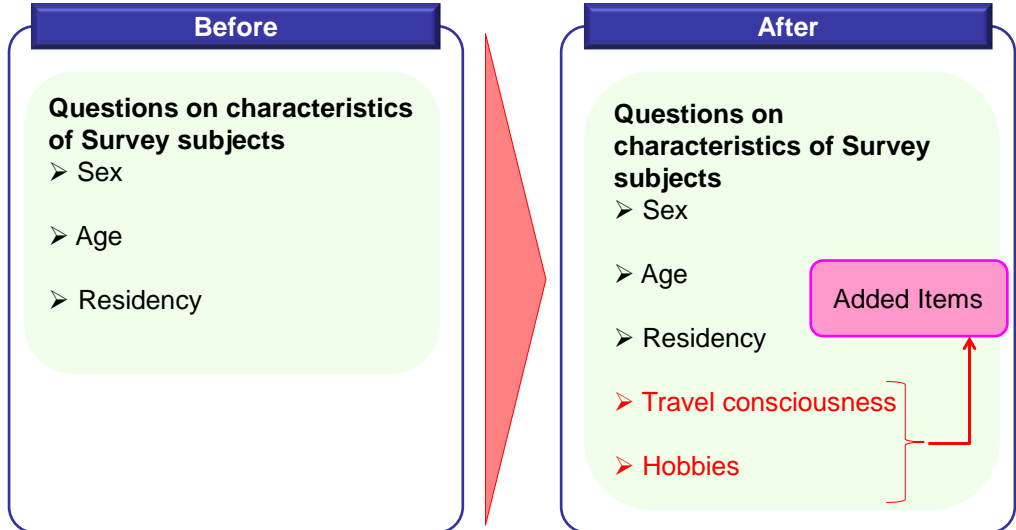 Before
Questions on characteristics
of Survey subjects
➢ Sex
➢ Age
➢ Residency
After
Questions on
characteristics of Survey
subjects
➢ Sex
➢ Age
➢ Residency
➢ Travel consciousness
➢ Hobbies
Added Items